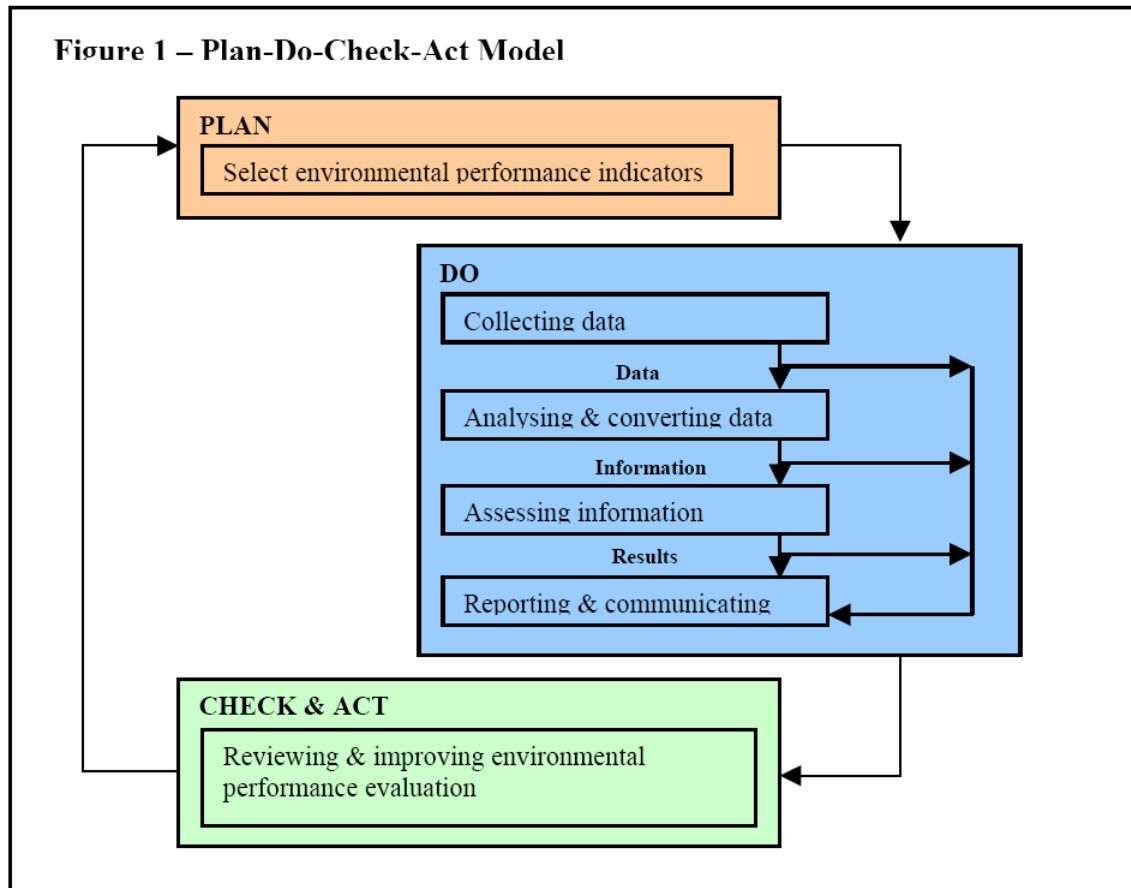 Figure 1 – Plan-Do-Check-Act Model
PLAN
Select environmental performance indicators
DO
Collecting data
Data
Analysing & converting data
Information
Assessing information
Results
Reporting & communicating
CHECK & ACT
Reviewing & improving environmental
performance evaluation